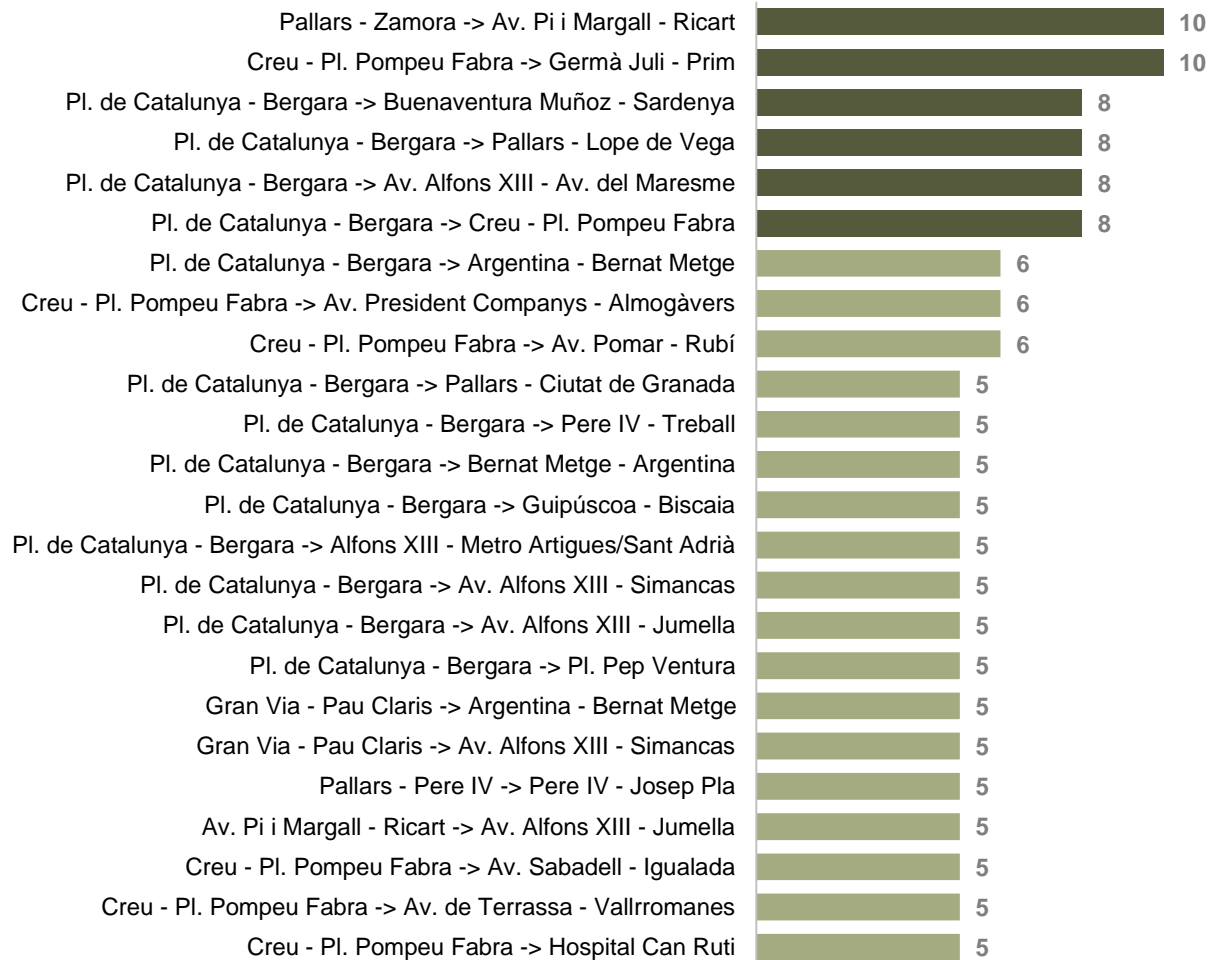 Pallars - Zamora -> Av. Pi i Margall - Ricart 10
Creu - Pl. Pompeu Fabra -> Germà Juli - Prim 10
Pl. de Catalunya - Bergara -> Buenaventura Muñoz - Sardenya 8
Pl. de Catalunya - Bergara -> Pallars - Lope de Vega 8
Pl. de Catalunya - Bergara -> Av. Alfons XIII - Av. del Maresme 8
Pl. de Catalunya - Bergara -> Creu - Pl. Pompeu Fabra 8
Pl. de Catalunya - Bergara -> Argentina - Bernat Metge 6
Creu - Pl. Pompeu Fabra -> Av. President Companys - Almogàvers 6
Creu - Pl. Pompeu Fabra -> Av. Pomar - Rubí 6
Pl. de Catalunya - Bergara -> Pallars - Ciutat de Granada 5
Pl. de Catalunya - Bergara -> Pere IV - Treball 5
Pl. de Catalunya - Bergara -> Bernat Metge - Argentina 5
Pl. de Catalunya - Bergara -> Guipúscoa - Biscaia 5
Pl. de Catalunya - Bergara -> Alfons XIII - Metro Artigues/Sant Adrià 5
Pl. de Catalunya - Bergara -> Av. Alfons XIII - Simancas 5
Pl. de Catalunya - Bergara -> Av. Alfons XIII - Jumella 5
Pl. de Catalunya - Bergara -> Pl. Pep Ventura 5
Gran Via - Pau Claris -> Argentina - Bernat Metge 5
Gran Via - Pau Claris -> Av. Alfons XIII - Simancas 5
Pallars - Pere IV -> Pere IV - Josep Pla 5
Av. Pi i Margall - Ricart -> Av. Alfons XIII - Jumella 5
Creu - Pl. Pompeu Fabra -> Av. Sabadell - Igualada 5
Creu - Pl. Pompeu Fabra -> Av. de Terrassa - Vallrromanes 5
Creu - Pl. Pompeu Fabra -> Hospital Can Ruti 5